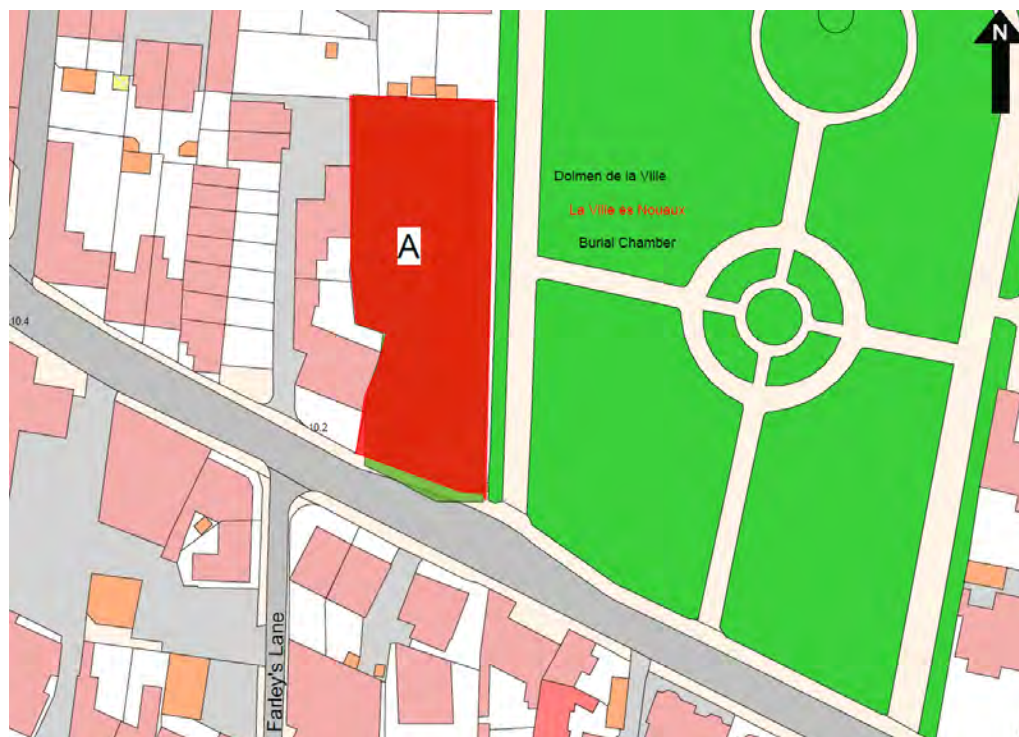 N
Dolmen de la Ville
La Ville es Nouaux
Burial Chamber
A
10.4
10.2
Farley's Lane